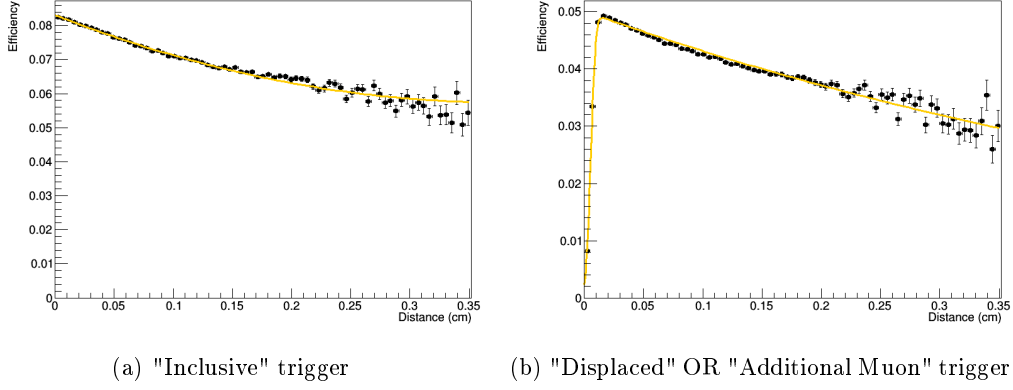 Efficiency
0.08
0.07
0.06
0.05
0.04
0.03
0.02
0.01
0
0 0.05 0.1 0.15 0.2 0.25 0.3 0.35
Distance (cm)
(a) "Inclusive" trigger
Efficiency
0.05
0.04
0.03
0.02
0.01
0
0 0.05 0.1 0.15 0.2 0.25 0.3 0.35
Distance (cm)
(b) "Displaced" OR "Additional Muon" trigger